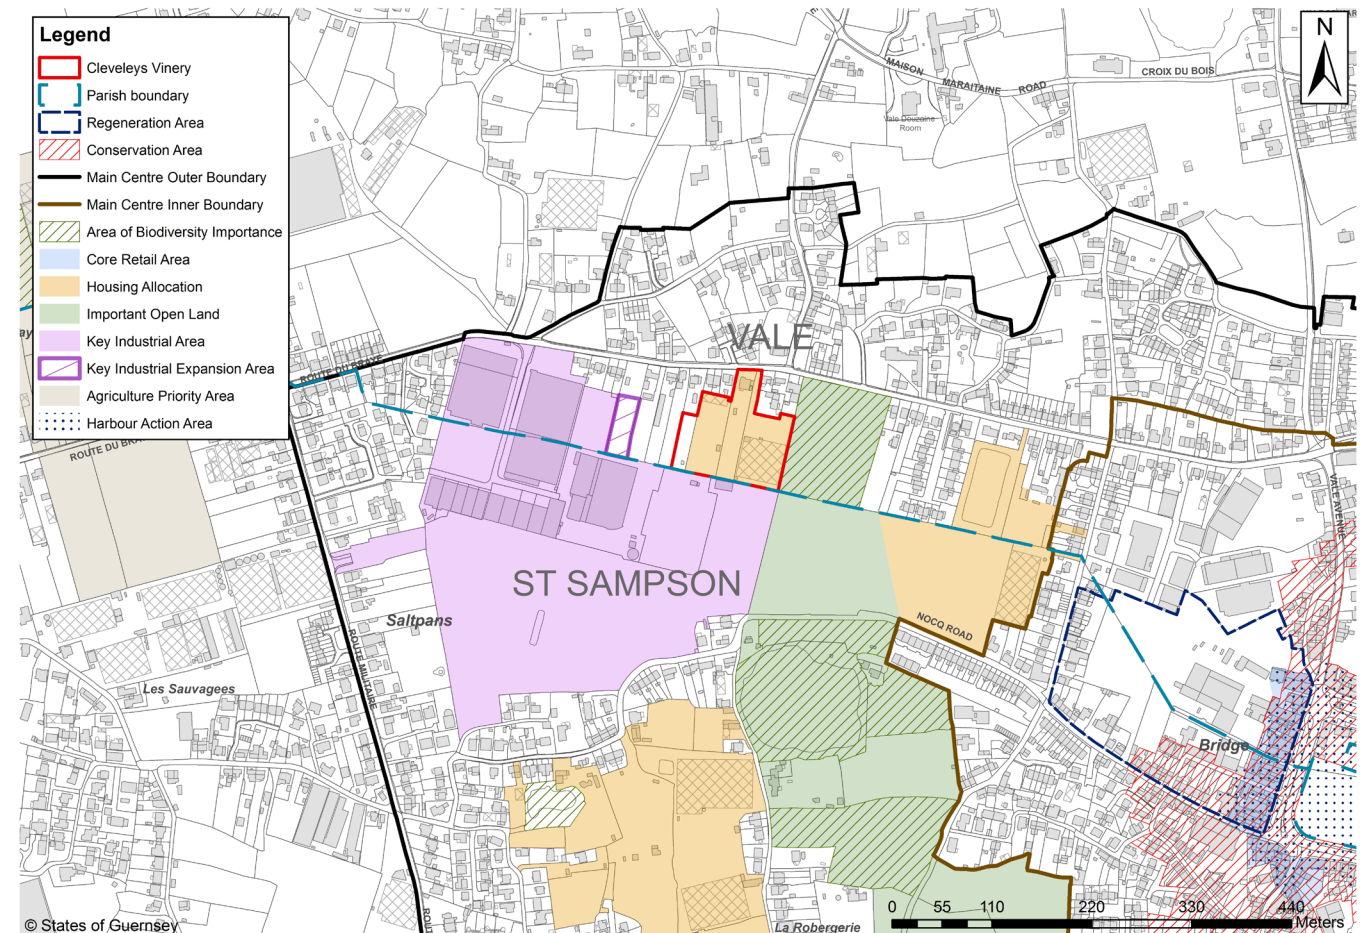 Legend
Cleveleys Vinery
Parish boundary
Regeneration Area
Conservation Area
Main Centre Outer Boundary
Main Centre Inner Boundary
Area of Biodiversity Importance
Core Retail Area
Housing Allocation
Important Open Land
Key Industrial Area
Key Industrial Expansion Area
Agriculture Priority Area
Harbour Action Area
N
MAISON MARAITAINE ROAD
CROIX DU BOIS
Vale Douzaine
Room
VALE
ROUTE DU BRAYE
ROUTE DU BRA
VALE AVENUE
ST SAMPSON
Saltpans
NOCQ ROAD
ROUTE MILITAIRE
Les Sauvagees
Bridge
La Robergerie
ROU
0 55 110 220 330 440
Meters
© States of Guernsey